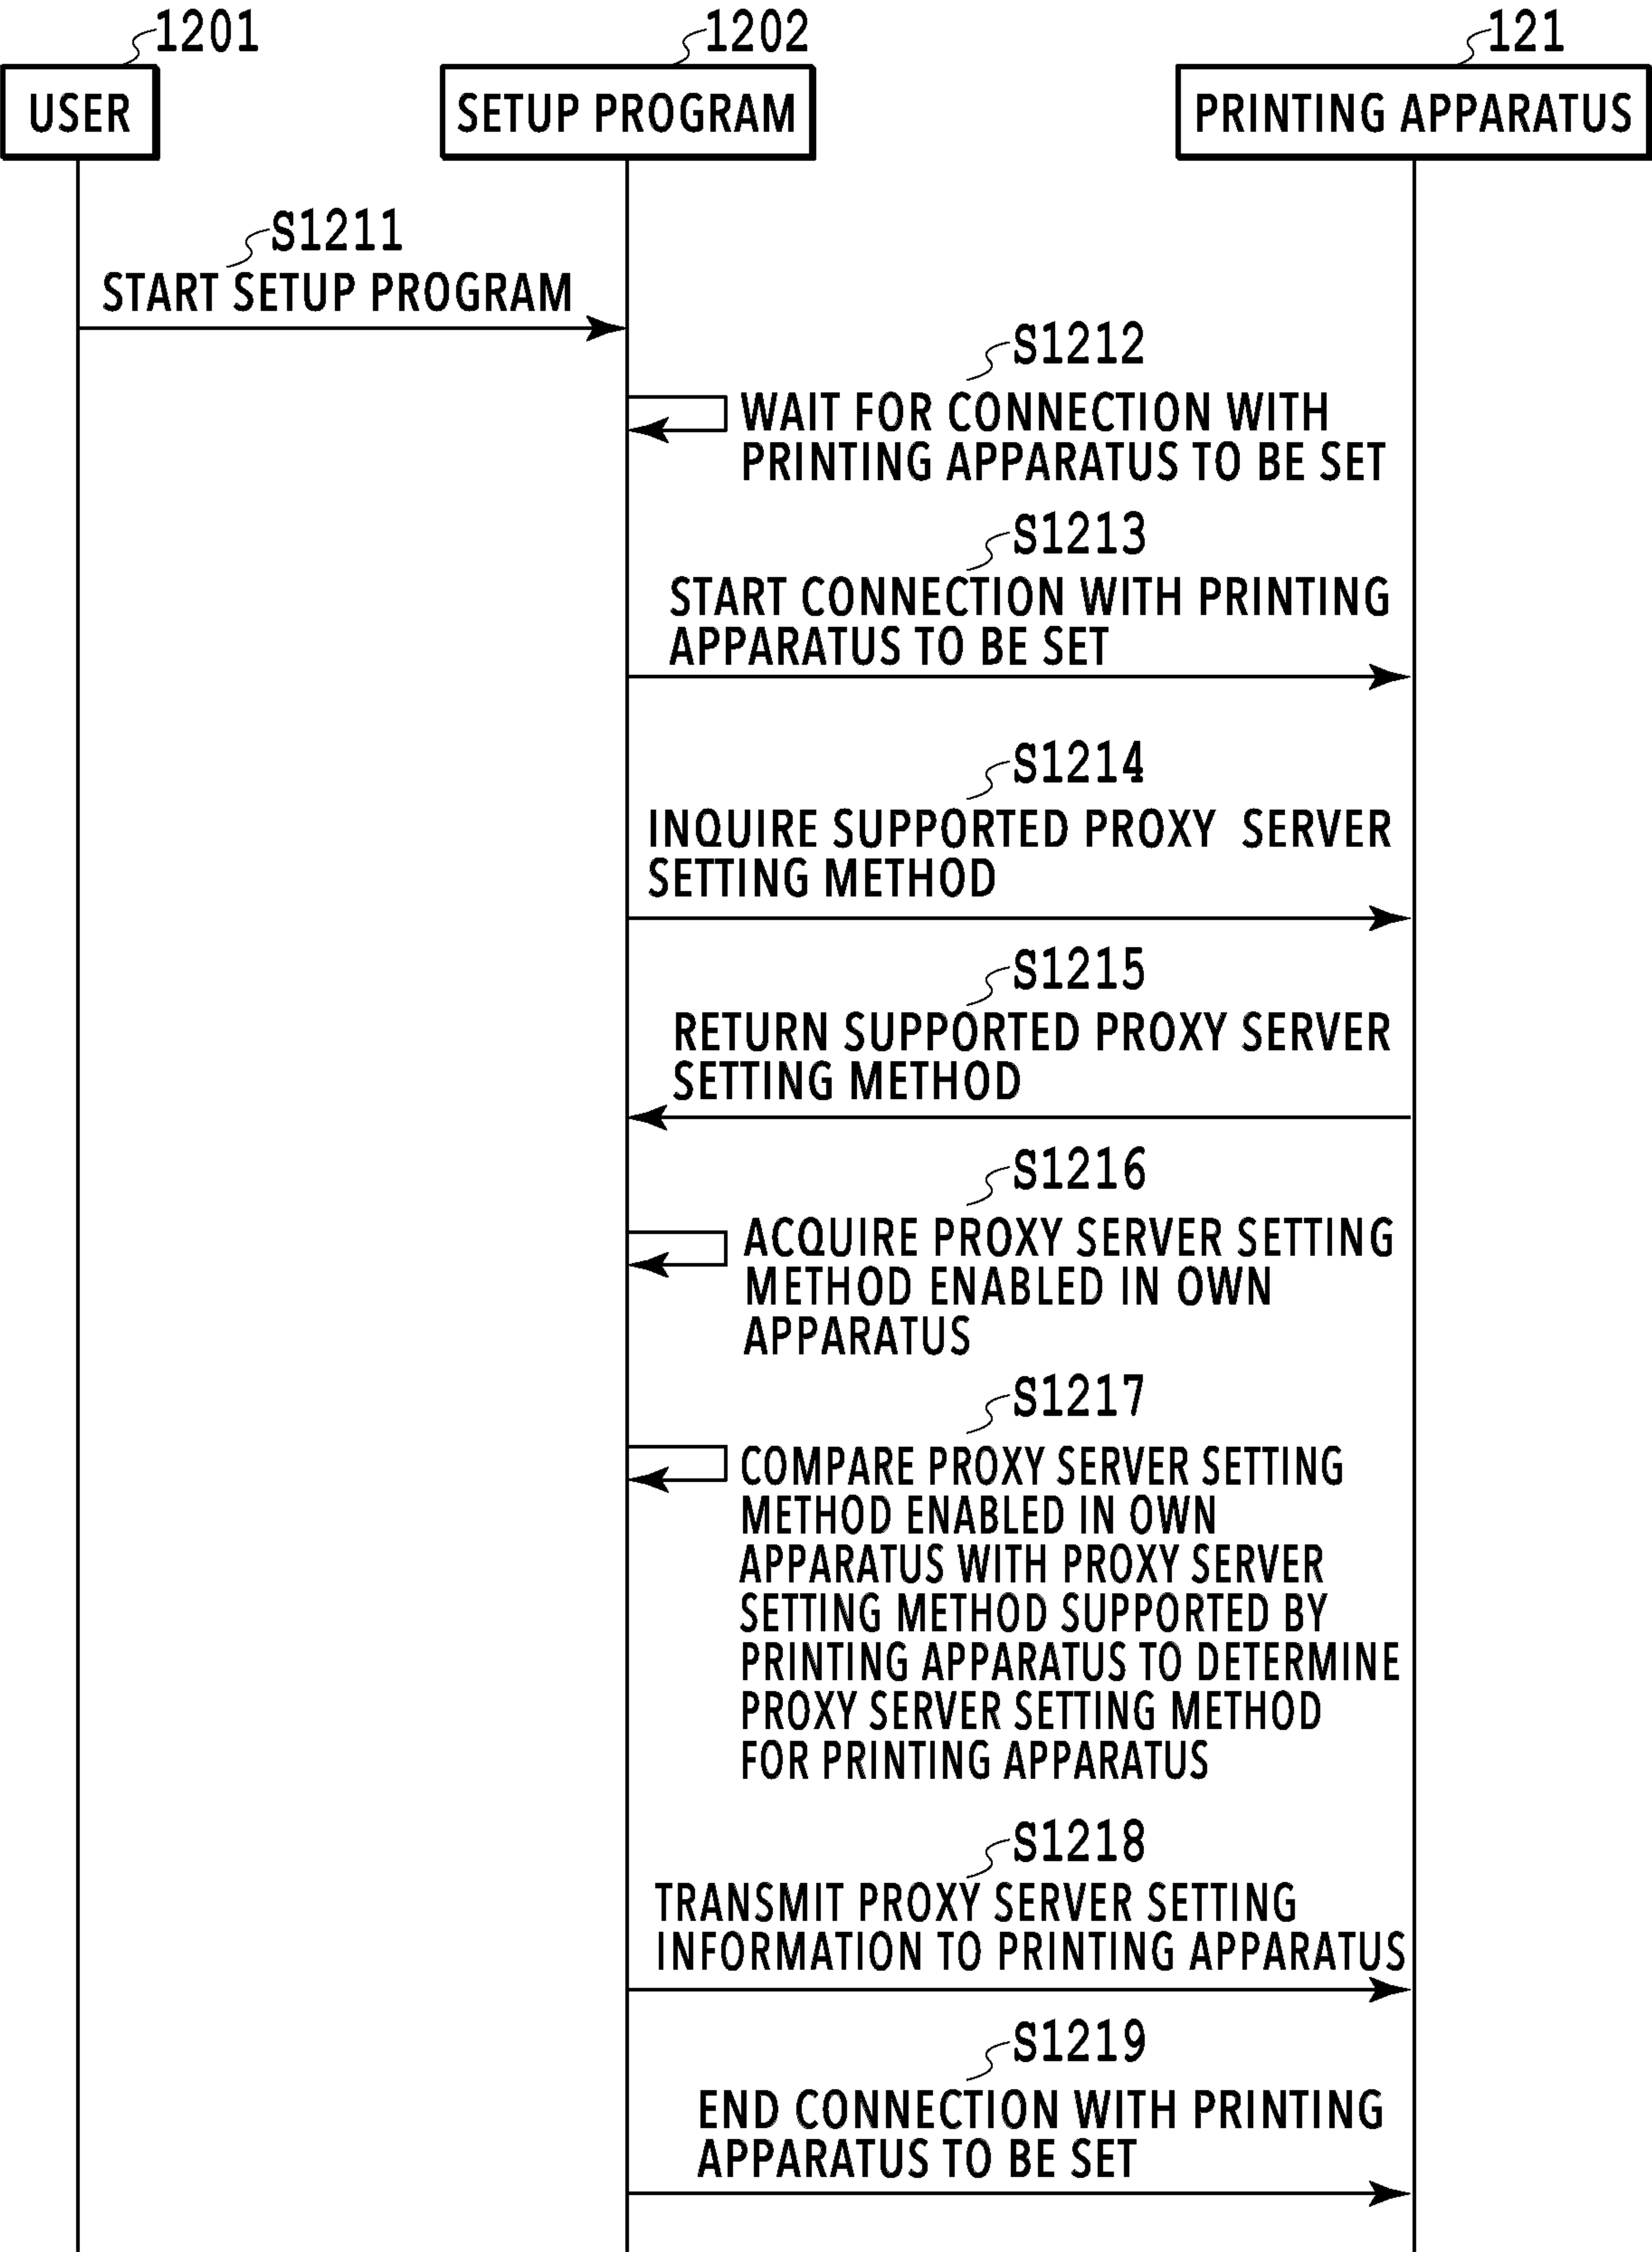 1201
1202
121
USER
SETUP PROGRAM
PRINTING APPARATUS
S1211
START SETUP PROGRAM
S1212
WAIT FOR CONNECTION WITH
PRINTING APPARATUS TO BE SET
S1213
START CONNECTION WITH PRINTING
APPARATUS TO BE SET
S1214
INQUIRE SUPPORTED PROXY SERVER
SETTING METHOD
S1215
RETURN SUPPORTED PROXY SERVER
SETTING METHOD
S1216
ACQUIRE PROXY SERVER SETTING
METHOD ENABLED IN OWN
APPARATUS
S1217
COMPARE PROXY SERVER SETTING
METHOD ENABLED IN OWN
APPARATUS WITH PROXY SERVER
SETTING METHOD SUPPORTED BY
PRINTING APPARATUS TO DETERMINE
PROXY SERVER SETTING METHOD
FOR PRINTING APPARATUS
S1218
TRANSMIT PROXY SERVER SETTING
INFORMATION TO PRINTING APPARATUS
S1219
END CONNECTION WITH PRINTING
APPARATUS TO BE SET